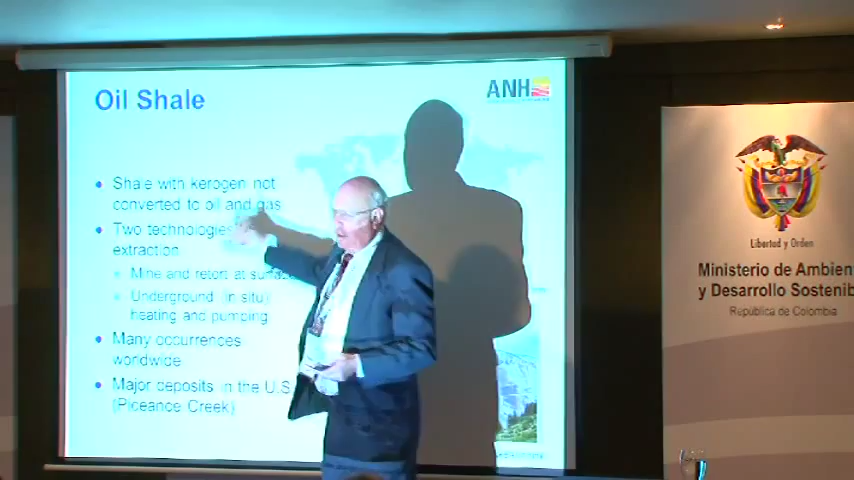 Oil Shale
ANH
• Shale with kerogen not
converted to oil and gas
• Two technologies
extraction
Mine and retort at
Underground (in situ)
heating and pumping
• Many occurrences
worldwide
• Major deposits in the U.S
(Piceance Creek)
Libertad y Orden
Ministerio de Ambien
y Desarrollo Sostenib
República de Colombia